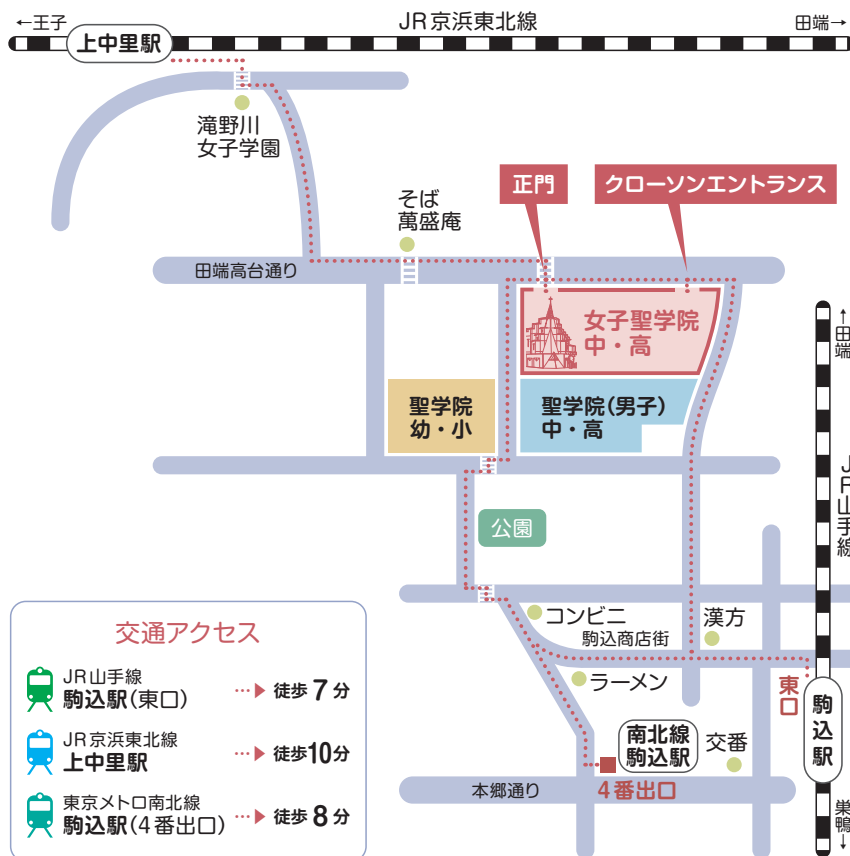 ←王子
JR京浜東北線
田端→
上中里駅
滝野川
女子学園
そば
萬盛庵
正門
クローソンエントランス
田端高台通り
女子聖学院
中・高
↑田端
聖学院
幼・小
聖学院(男子)
中・高
JR山手線
公園
コンビニ
駒込商店街
漢方
ラーメン
東口
駒込駅
南北線
駒込駅
交番
4番出口
本郷通り
巣鴨↓
交通アクセス
JR山手線
駒込駅(東口) …▶ 徒歩7分
JR京浜東北線
上中里駅 …▶ 徒歩10分
東京メトロ南北線
駒込駅(4番出口) …▶ 徒歩8分